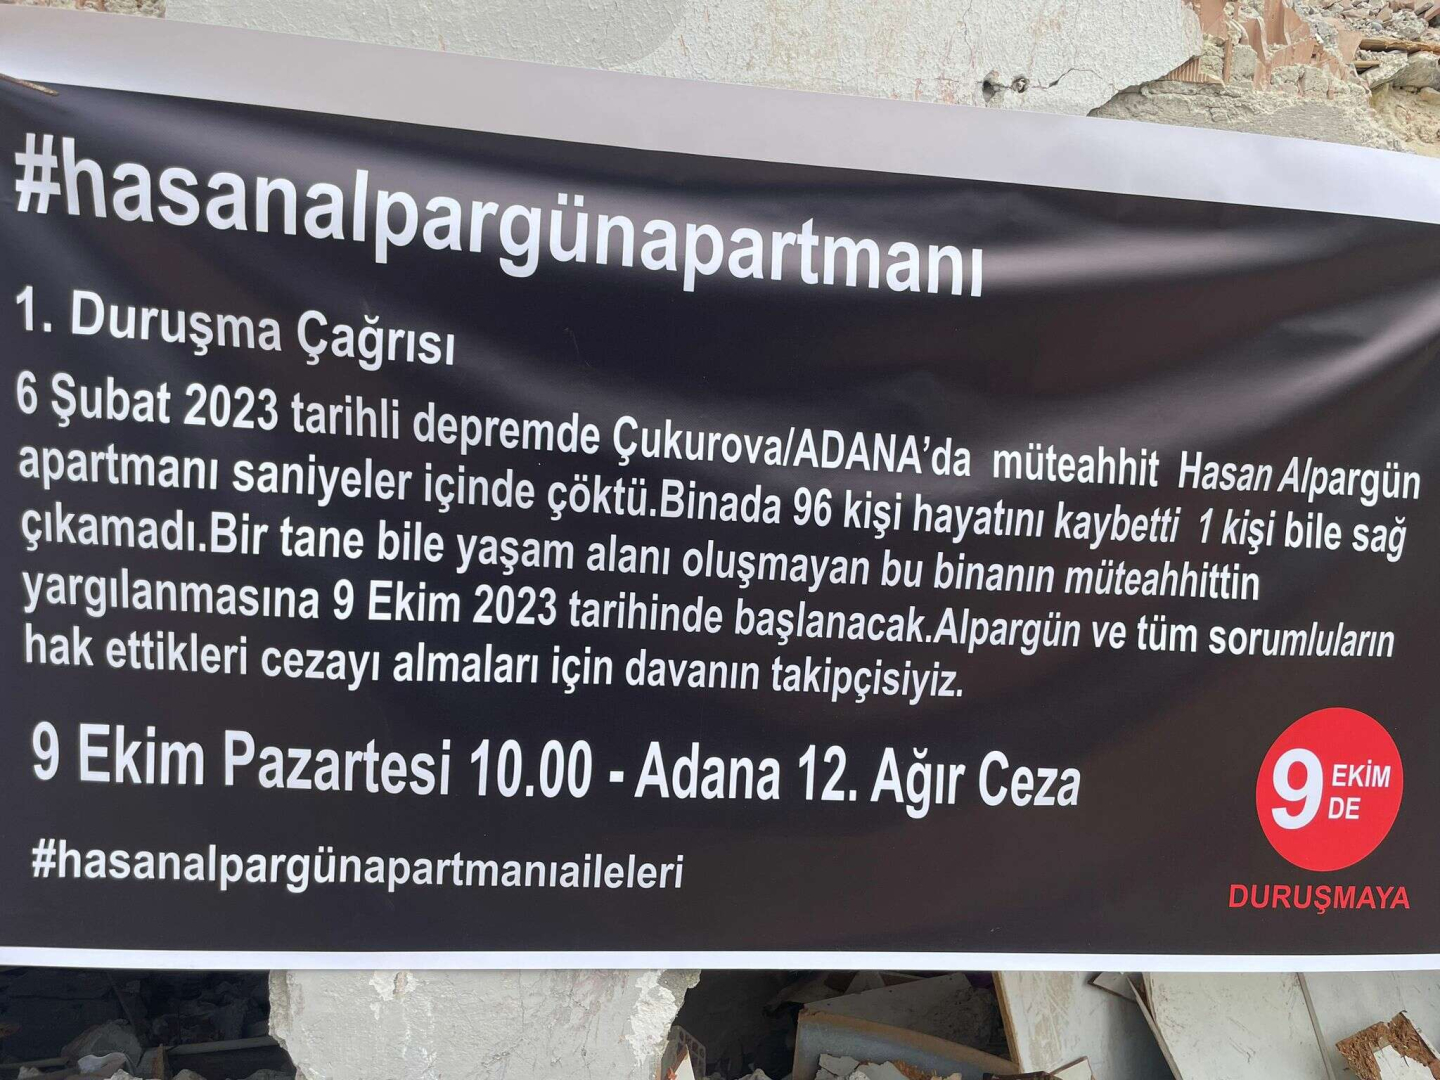 #hasanalpargünapartmanı
1. Duruşma Çağrısı
6 Şubat 2023 tarihli depremde Çukurova/ADANA'da müteahhit Hasan Alpargün
apartmanı saniyeler içinde çöktü.Binada 96 kişi hayatını kaybetti 1 kişi bile sağ
çıkamadı.Bir tane bile yaşam alanı oluşmayan bu binanın müteahhittin
yargılanmasına 9 Ekim 2023 tarihinde başlanacak.Alpargün ve tüm sorumluların
hak ettikleri cezayı almaları için davanın takipçisiyiz.
9 Ekim Pazartesi 10.00 - Adana 12. Ağır Ceza
#hasanalpargünapartmanıaileleri
9 EKİM
DE
DURUŞMAYA